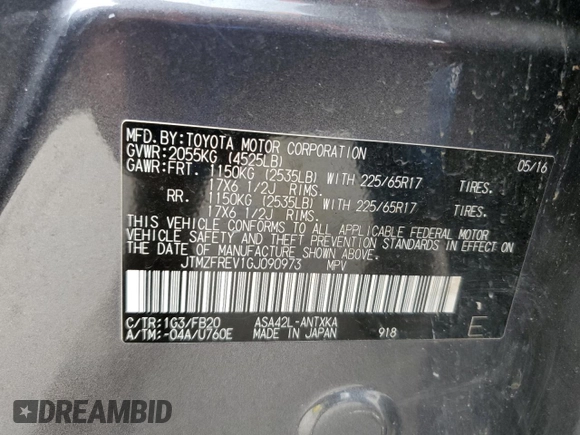 MFD.BY:TOYOTA MOTOR CORPORATION 05/16
GVWR:2055KG (4525LB)
GAWR:FRT. 1150KG (2535LB) WITH 225/65R17 TIRES.
17X6 1/2J RIMS.
RR. 1150KG (2535LB) WITH 225/65R17 TIRES.
17X6 1/2J RIMS.
THIS VEHICLE CONFORMS TO ALL APPLICABLE FEDERAL MOTOR
VEHICLE SAFETY AND THEFT PREVENTION STANDARDS IN EFFECT ON
THE DATE OF MANUFACTURE SHOWN ABOVE.
JTMZFREV1GJ090973 MPV
C/TR:1G3/FB20 ASA42L-ANTXKA
A/TM:-04A/U760E MADE IN JAPAN 918 E
DREAMBID